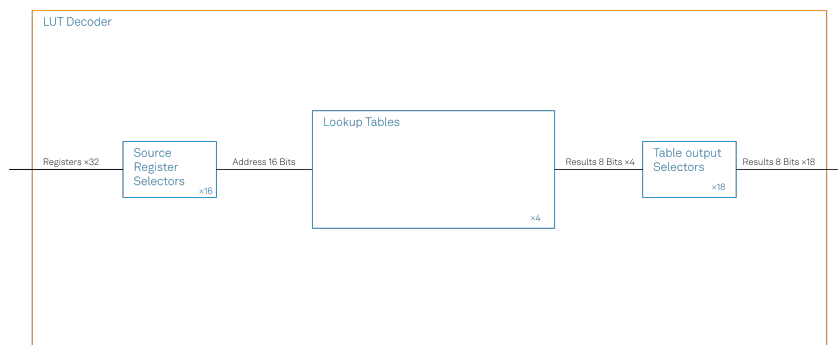 LUT Decoder
Lookup Tables
Source
Register
Selectors
×16
Table output
Selectors
×18
Registers ×32
Address 16 Bits
Results 8 Bits ×4
Results 8 Bits ×18
×4